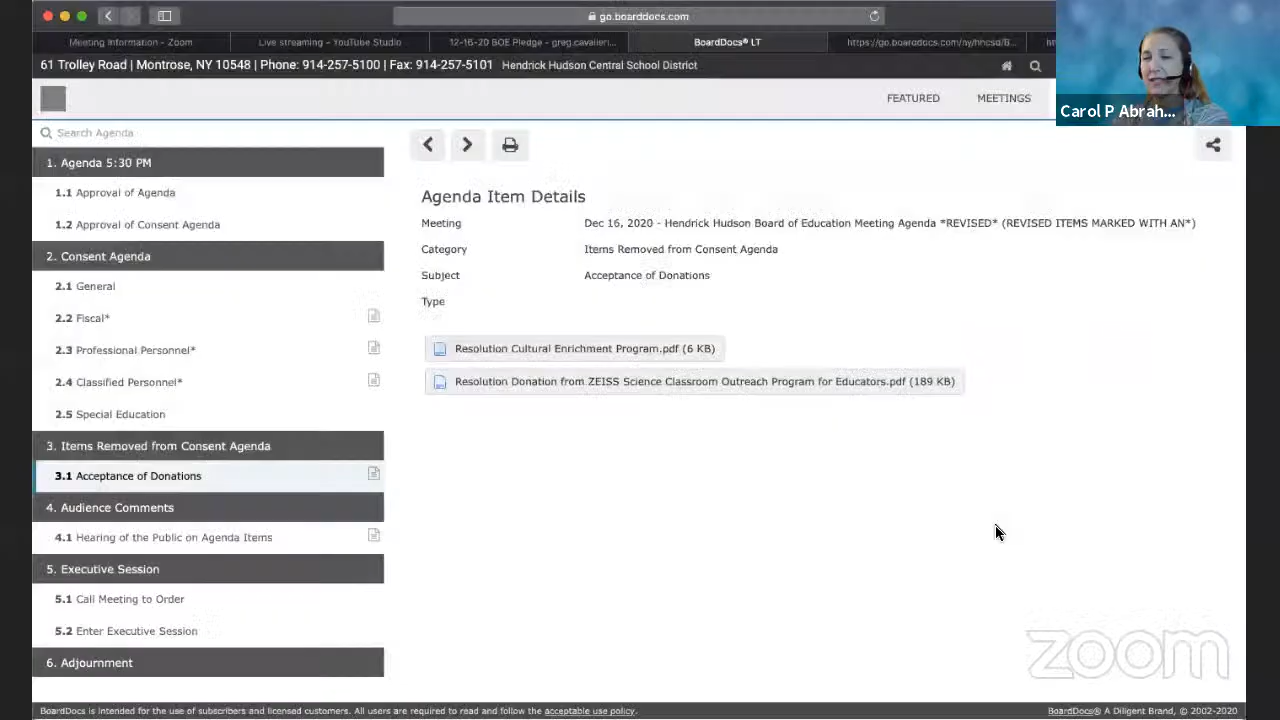 go.boarddocs.com
Meeting Information - Zoom
Live streaming - YouTube Studio
12-16-20 BOE Pledge - greg.cavalieri...
BoardDocs® LT
https://go.boarddocs.com/ny/hhcsd/B...
61 Trolley Road | Montrose, NY 10548 | Phone: 914-257-5100 | Fax: 914-257-5101 Hendrick Hudson Central School District
FEATURED
MEETINGS
Carol P Abrah...
Search Agenda
1. Agenda 5:30 PM
1.1 Approval of Agenda
1.2 Approval of Consent Agenda
2. Consent Agenda
2.1 General
2.2 Fiscal*
2.3 Professional Personnel*
2.4 Classified Personnel*
2.5 Special Education
3. Items Removed from Consent Agenda
3.1 Acceptance of Donations
4. Audience Comments
4.1 Hearing of the Public on Agenda Items
5. Executive Session
5.1 Call Meeting to Order
5.2 Enter Executive Session
6. Adjournment
Agenda Item Details
Meeting Dec 16, 2020 - Hendrick Hudson Board of Education Meeting Agenda *REVISED* (REVISED ITEMS MARKED WITH AN*)
Category Items Removed from Consent Agenda
Subject Acceptance of Donations
Type
Resolution Cultural Enrichment Program.pdf (6 KB)
Resolution Donation from ZEISS Science Classroom Outreach Program for Educators.pdf (189 KB)
zoom
BoardDocs is intended for the use of subscribers and licensed customers. All users are required to read and follow the acceptable use policy.
BoardDocs® A Diligent Brand, © 2002-2020